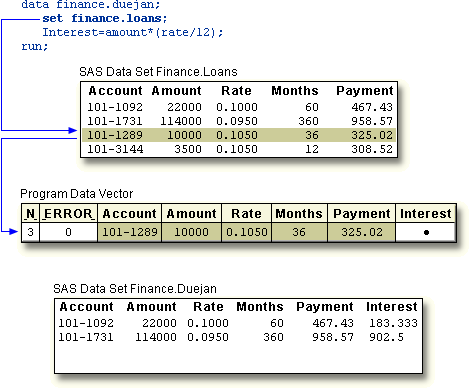 data finance.duejan;
set finance.loans;
Interest=amount*(rate/12);
run;
SAS Data Set Finance.Loans
Account Amount Rate Months Payment
101-1092 22000 0.1000 60 467.43
101-1731 114000 0.0950 360 958.57
101-1289 10000 0.1050 36 325.02
101-3144 3500 0.1050 12 308.52
Program Data Vector
_N_ _ERROR_ Account Amount Rate Months Payment Interest
3 0 101-1289 10000 0.1050 36 325.02 •
SAS Data Set Finance.Duejan
Account Amount Rate Months Payment Interest
101-1092 22000 0.1000 60 467.43 183.333
101-1731 114000 0.0950 360 958.57 902.5